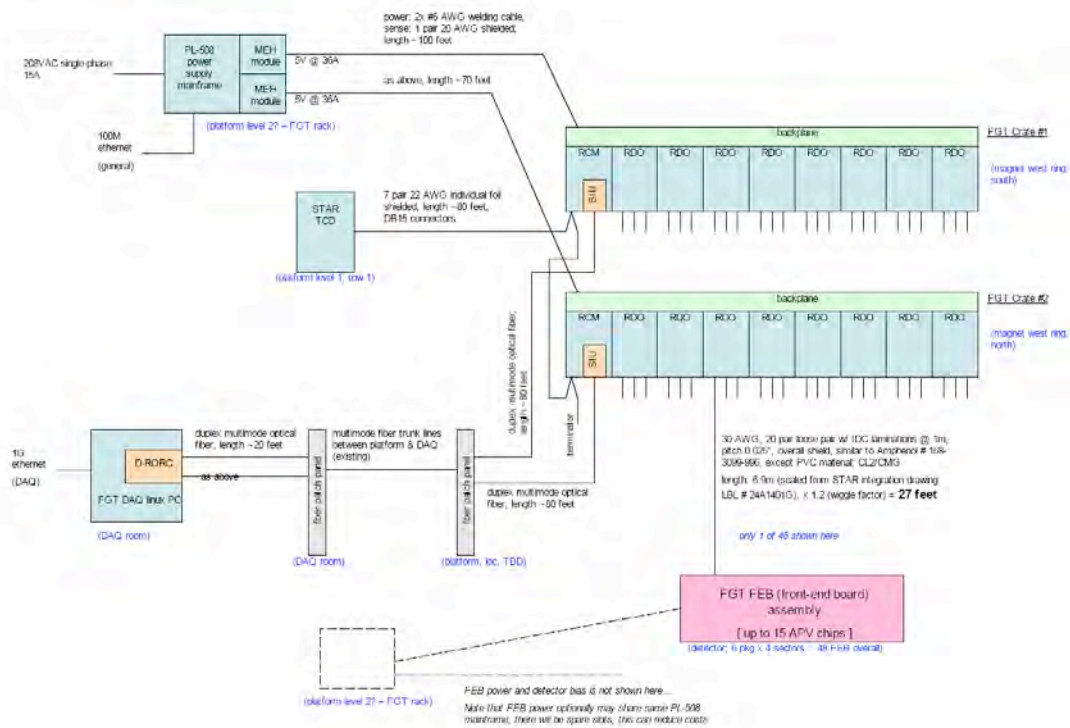 power: 2x #6 AWG welding cable,
sense: 1 pair 20 AWG shielded,
length ~100 feet
PL-508
power
supply
mainframe
MEH
module
5V @ 36A
MEH
module
5V @ 36A
208VAC single-phase
15A
as above, length ~70 feet
(platform level 2? – FGT rack)
100M
ethernet
(general)
backplane
FGT Crate #1
RCM RDO RDO RDO RDO RDO RDO RDO RDO
SIU
(magnet west ring,
south)
7 pair 22 AWG individual foil
shielded, length ~80 feet,
DB15 connectors
STAR
TCD
(platform level 1, row 1)
backplane
FGT Crate #2
RCM RDO RDO RDO RDO RDO RDO RDO RDO
SIU
(magnet west ring,
north)
duplex multimode optical fiber,
length ~80 feet
terminator
1G
ethernet
(DAQ)
D-RORC
FGT DAQ linux PC
(DAQ room)
duplex multimode optical
fiber, length ~20 feet
as above
fiber patch panel
(DAQ room)
multimode fiber trunk lines
between platform & DAQ
(existing)
fiber patch panel
(platform, loc. TBD)
duplex multimode optical
fiber, length ~60 feet
30 AWG, 20 pair loose pair w/ IDC laminations @ 1m,
pitch 0.025", overall shield, similar to Amphenol # 168-
3099-996, except PVC material; CL2/CMG
length: 6.9m (scaled from STAR integration drawing
LBL # 24A1401G), x 1.2 (wiggle factor) = 27 feet
only 1 of 48 shown here
FGT FEB (front-end board)
assembly
[ up to 15 APV chips ]
(detector; 6 pkg x 4 sectors = 48 FEB overall)
(platform level 2? – FGT rack)
FEB power and detector bias is not shown here...
Note that FEB power optionally may share same PL-508
mainframe, there will be spare slots, this can reduce costs